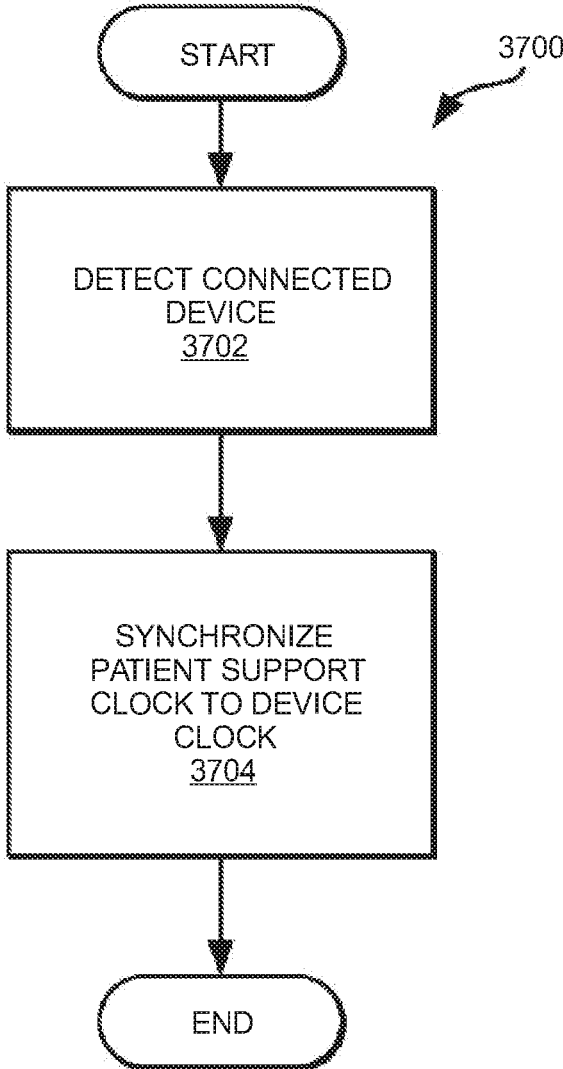 START
3700
DETECT CONNECTED
DEVICE
3702
SYNCHRONIZE
PATIENT SUPPORT
CLOCK TO DEVICE
CLOCK
3704
END